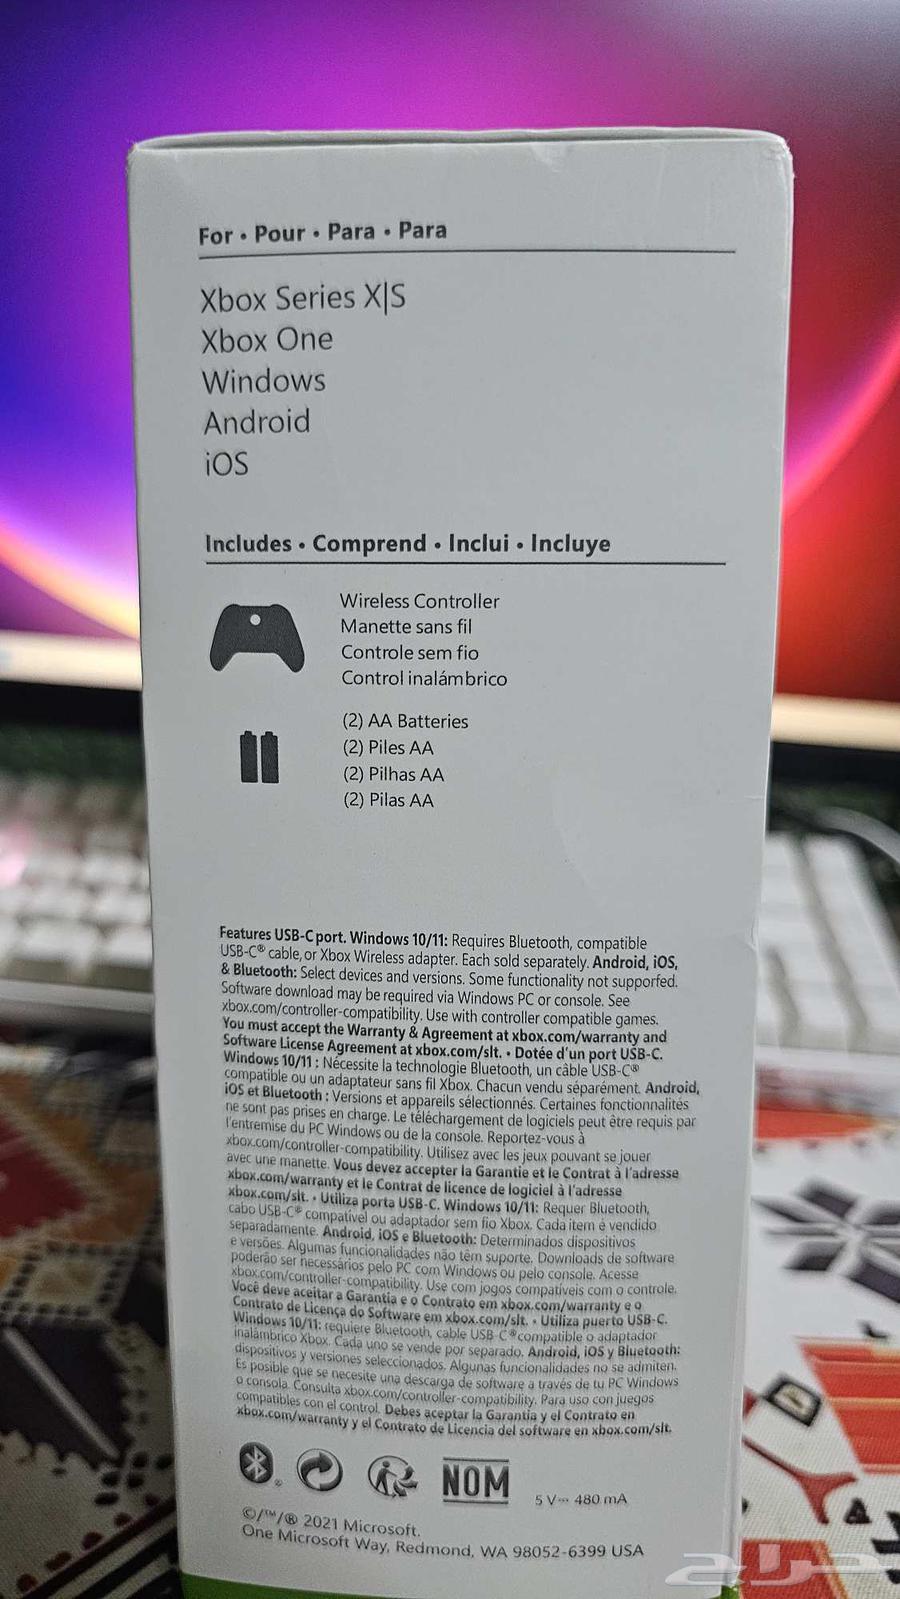 For • Pour • Para • Para
Xbox Series X|S
Xbox One
Windows
Android
iOS
Includes • Comprend • Inclui • Incluye
Wireless Controller
Manette sans fil
Controle sem fio
Control inalámbrico
(2) AA Batteries
(2) Piles AA
(2) Pilhas AA
(2) Pilas AA
Features USB-C port. Windows 10/11: Requires Bluetooth, compatible
USB-C® cable, or Xbox Wireless adapter. Each sold separately. Android, iOS,
& Bluetooth: Select devices and versions. Some functionality not supported.
Software download may be required via Windows PC or console. See
xbox.com/controller-compatibility. Use with controller compatible games.
You must accept the Warranty & Agreement at xbox.com/warranty and
Software License Agreement at xbox.com/slt. • Dotée d'un port USB-C.
Windows 10/11 : Nécessite la technologie Bluetooth, un câble USB-C®
compatible ou un adaptateur sans fil Xbox. Chacun vendu séparément. Android,
iOS et Bluetooth : Versions et appareils sélectionnés. Certaines fonctionnalités
ne sont pas prises en charge. Le téléchargement de logiciels peut être requis par
l'entremise du PC Windows ou de la console. Reportez-vous à
xbox.com/controller-compatibility. Utilisez avec les jeux pouvant se jouer
avec une manette. Vous devez accepter la Garantie et le Contrat à l'adresse
xbox.com/warranty et le Contrat de licence de logiciel à l'adresse
xbox.com/slt. • Utiliza porta USB-C. Windows 10/11: Requer Bluetooth,
cabo USB-C® compatível ou adaptador sem fio Xbox. Cada item é vendido
separadamente. Android, iOS e Bluetooth: Determinados dispositivos
e versões. Algumas funcionalidades não têm suporte. Downloads de software
poderão ser necessários pelo PC com Windows ou pelo console. Acesse
xbox.com/controller-compatibility. Use com jogos compatíveis com o controle.
Você deve aceitar a Garantia e o Contrato em xbox.com/warranty e o
Contrato de Licença do Software em xbox.com/slt. • Utiliza puerto USB-C.
Windows 10/11: requiere Bluetooth, cable USB-C® compatible o adaptador
inalámbrico Xbox. Cada uno se vende por separado. Android, iOS y Bluetooth:
dispositivos y versiones seleccionados. Algunas funcionalidades no se admiten.
Es posible que se necesite una descarga de software a través de tu PC Windows
o consola. Consulta xbox.com/controller-compatibility. Para uso con juegos
compatibles con el control. Debes aceptar la Garantía y el Contrato en
xbox.com/warranty y el Contrato de Licencia del software en xbox.com/slt.
NOM
5 V⎓ 480 mA
©/™/® 2021 Microsoft.
One Microsoft Way, Redmond, WA 98052-6399 USA
حراج